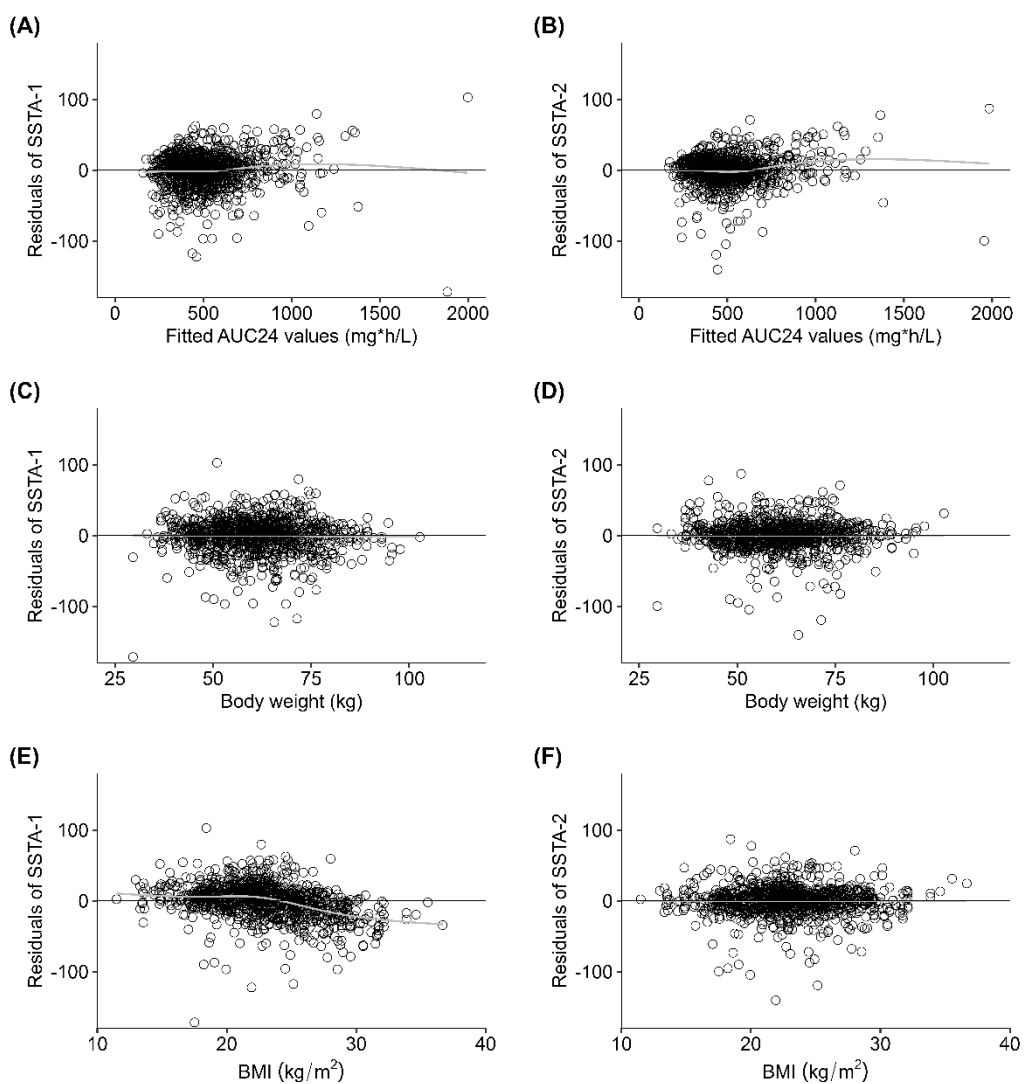 (A)
Residuals of SSTA-1
100
0
-100
0
500
1000
1500
2000
Fitted AUC24 values (mg*h/L)
(B)
Residuals of SSTA-2
100
0
-100
0
500
1000
1500
2000
Fitted AUC24 values (mg*h/L)
(C)
Residuals of SSTA-1
100
0
-100
25
50
75
100
Body weight (kg)
(D)
Residuals of SSTA-2
100
0
-100
25
50
75
100
Body weight (kg)
(E)
Residuals of SSTA-1
100
0
-100
10
20
30
40
BMI (kg/m²)
(F)
Residuals of SSTA-2
100
0
-100
10
20
30
40
BMI (kg/m²)